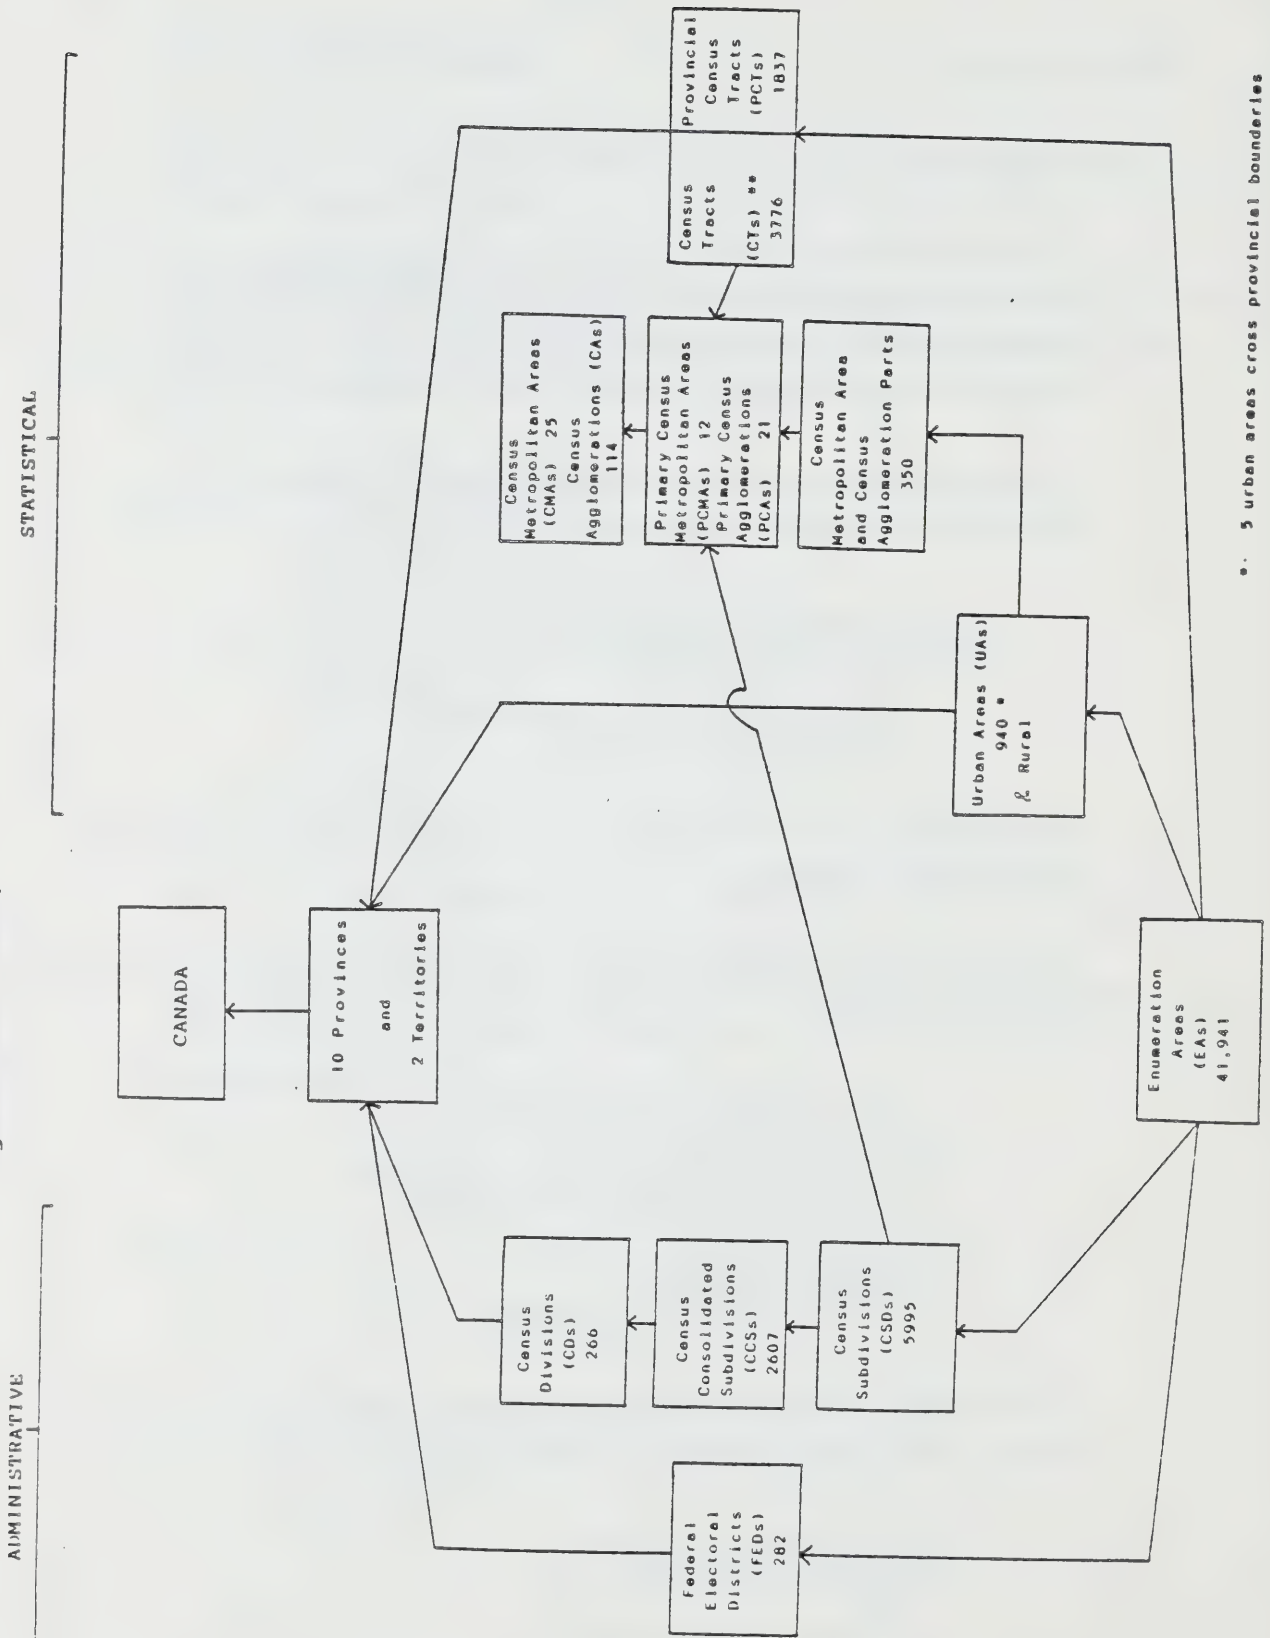 ADMINISTRATIVE
STATISTICAL
CANADA
10 Provinces
and
2 Territories
Federal
Electoral
Districts
(FEDs)
282
Census
Divisions
(CDs)
266
Census
Consolidated
Subdivisions
(CCSs)
2607
Census
Subdivisions
(CSDs)
5995
Census
Metropolitan Areas
(CMAs) 25
Census
Agglomerations (CAs)
114
Primary Census
Metropolitan Areas
(PCMAs) 12
Primary Census
Agglomerations
(PCAs) 21
Census
Metropolitan Area
and Census
Agglomeration Parts
350
Census
Tracts
(CTs) **
3776
Provincial
Census
Tracts
(PCTs)
1837
Urban Areas (UAs)
940 *
& Rural
Enumeration
Areas
(EAs)
41,941
*. 5 urban areas cross provincial bounderies